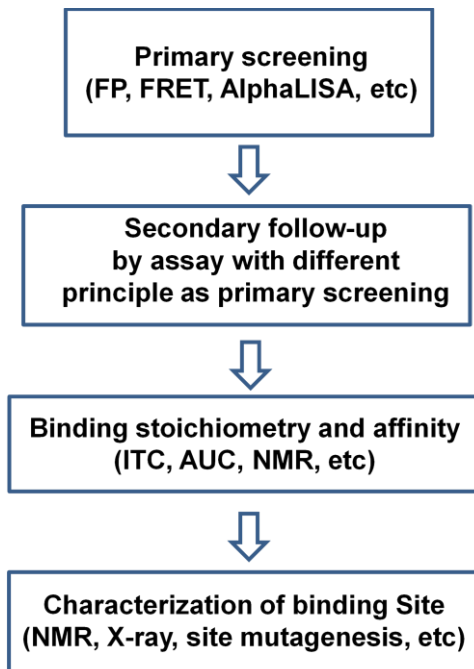 Primary screening
(FP, FRET, AlphaLISA, etc)
Secondary follow-up
by assay with different
principle as primary screening
Binding stoichiometry and affinity
(ITC, AUC, NMR, etc)
Characterization of binding Site
(NMR, X-ray, site mutagenesis, etc)